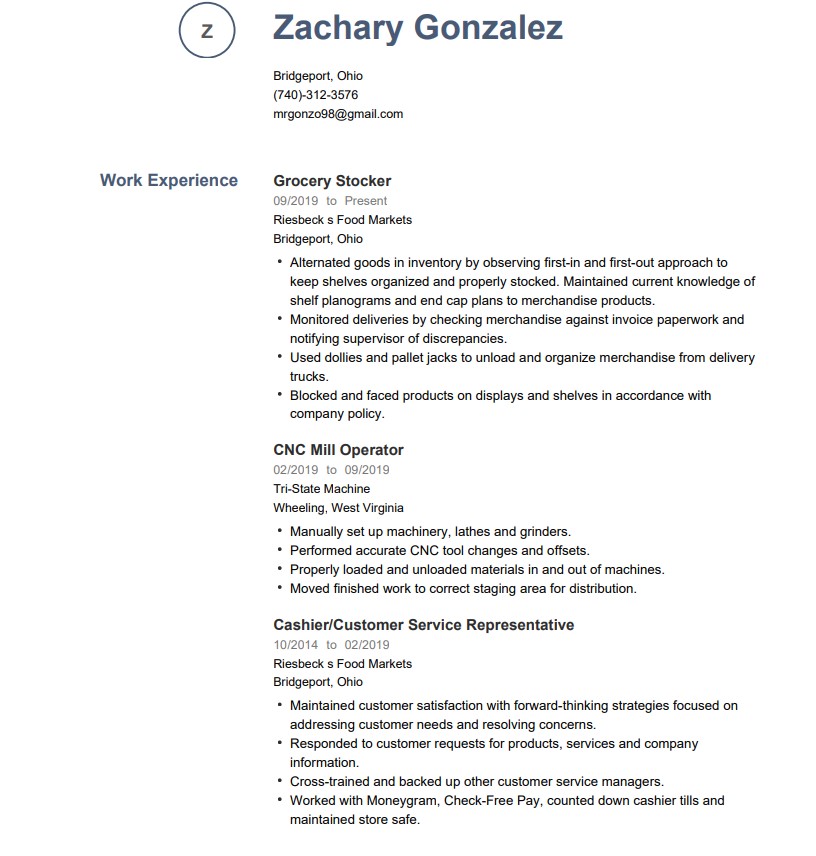 Z
Zachary Gonzalez
Bridgeport, Ohio
(740)-312-3576
mrgonzo98@gmail.com
Work Experience
Grocery Stocker
09/2019 to Present
Riesbeck s Food Markets
Bridgeport, Ohio
• Alternated goods in inventory by observing first-in and first-out approach to
keep shelves organized and properly stocked. Maintained current knowledge of
shelf planograms and end cap plans to merchandise products.
• Monitored deliveries by checking merchandise against invoice paperwork and
notifying supervisor of discrepancies.
• Used dollies and pallet jacks to unload and organize merchandise from delivery
trucks.
• Blocked and faced products on displays and shelves in accordance with
company policy.
CNC Mill Operator
02/2019 to 09/2019
Tri-State Machine
Wheeling, West Virginia
• Manually set up machinery, lathes and grinders.
• Performed accurate CNC tool changes and offsets.
• Properly loaded and unloaded materials in and out of machines.
• Moved finished work to correct staging area for distribution.
Cashier/Customer Service Representative
10/2014 to 02/2019
Riesbeck s Food Markets
Bridgeport, Ohio
• Maintained customer satisfaction with forward-thinking strategies focused on
addressing customer needs and resolving concerns.
• Responded to customer requests for products, services and company
information.
• Cross-trained and backed up other customer service managers.
• Worked with Moneygram, Check-Free Pay, counted down cashier tills and
maintained store safe.